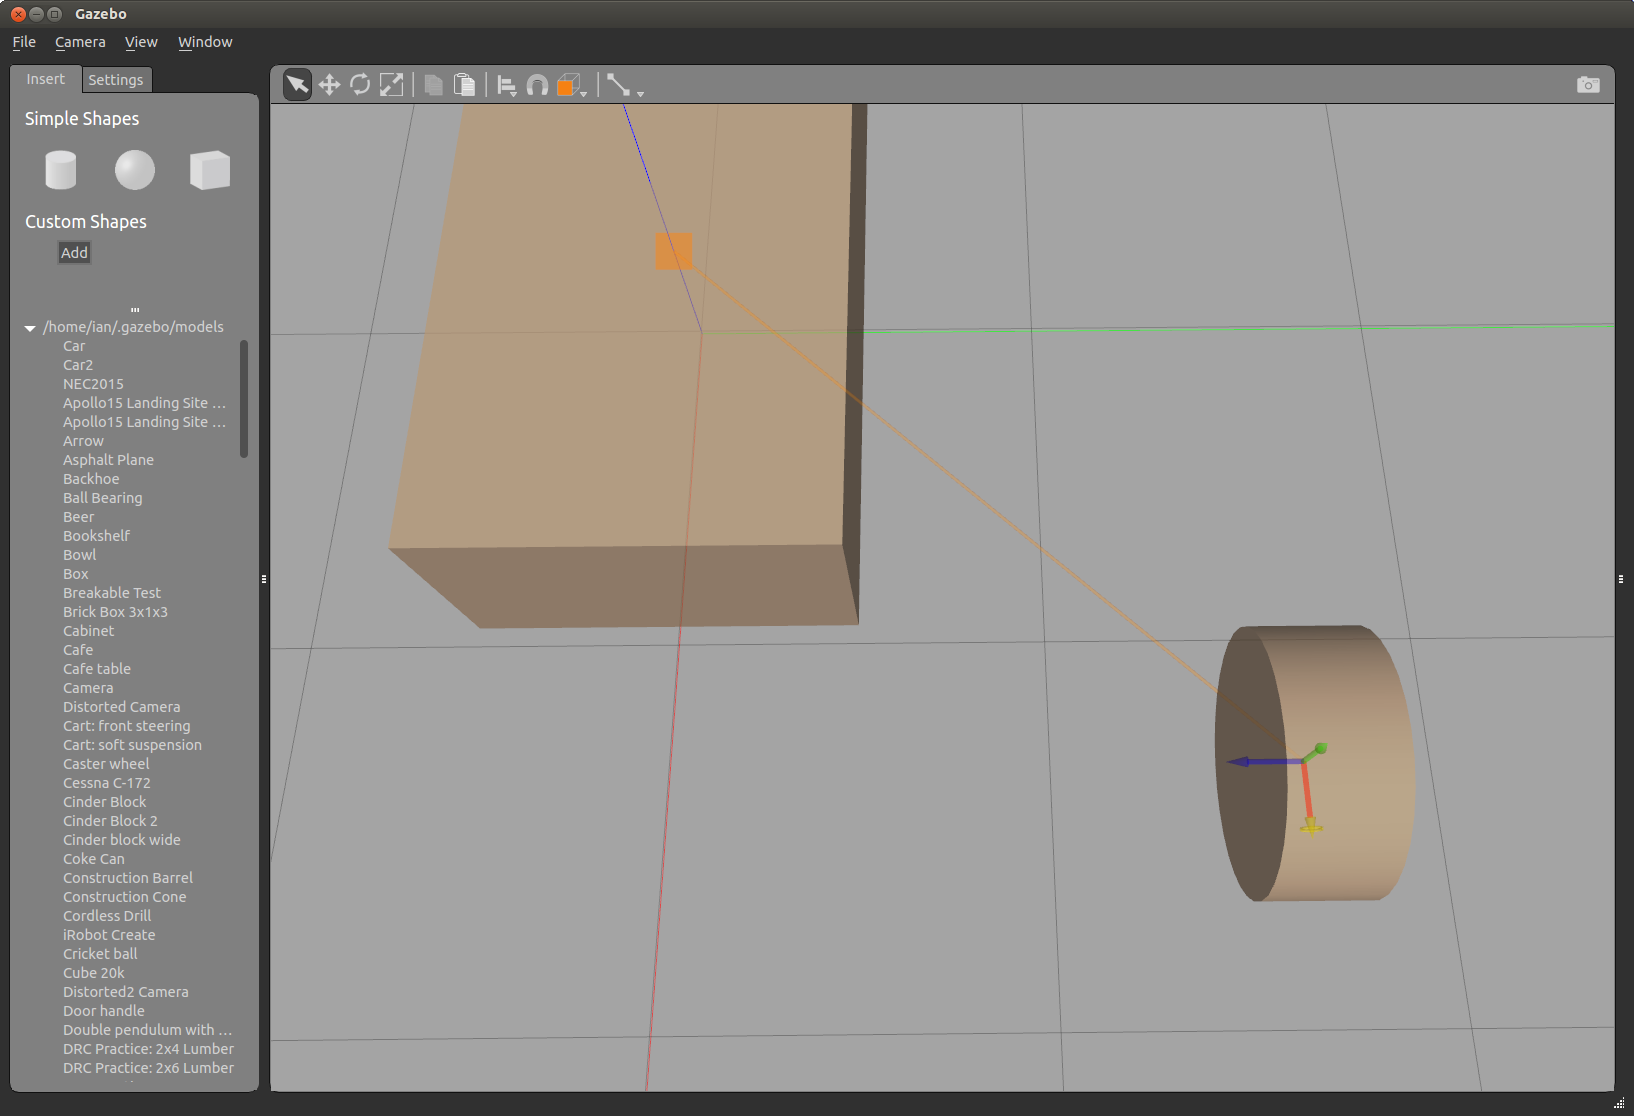 Gazebo
File Camera View Window
Insert Settings
Simple Shapes
Custom Shapes
Add
/home/ian/.gazebo/models
Car
Car2
NEC2015
Apollo15 Landing Site ...
Apollo15 Landing Site ...
Arrow
Asphalt Plane
Backhoe
Ball Bearing
Beer
Bookshelf
Bowl
Box
Breakable Test
Brick Box 3x1x3
Cabinet
Cafe
Cafe table
Camera
Distorted Camera
Cart: front steering
Cart: soft suspension
Caster wheel
Cessna C-172
Cinder Block
Cinder Block 2
Cinder block wide
Coke Can
Construction Barrel
Construction Cone
Cordless Drill
iRobot Create
Cricket ball
Cube 20k
Distorted2 Camera
Door handle
Double pendulum with ...
DRC Practice: 2x4 Lumber
DRC Practice: 2x6 Lumber